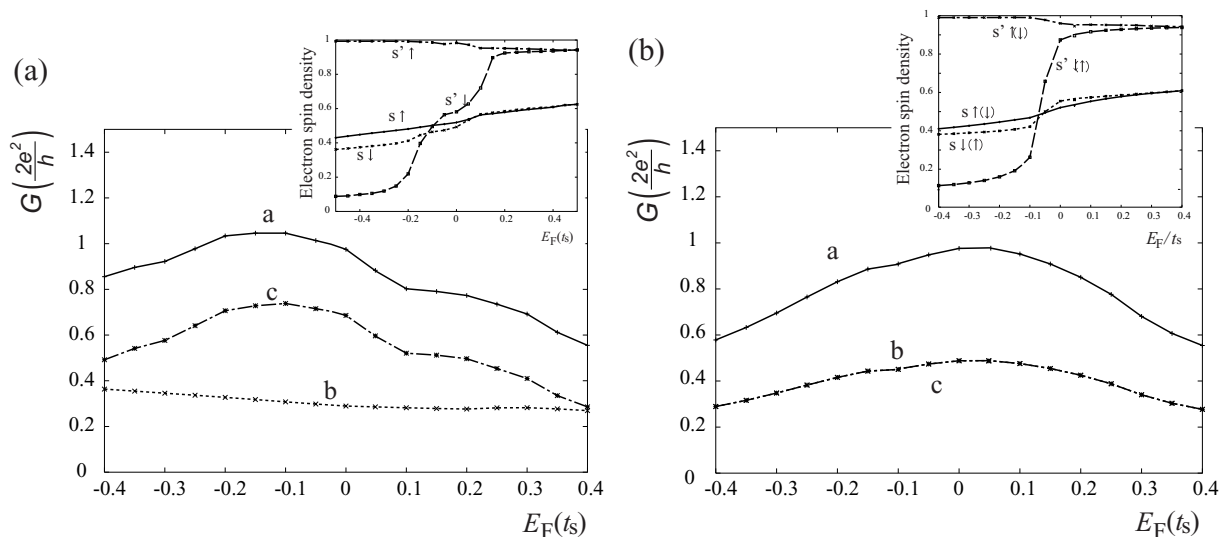 (a)
Electron spin density
1
0.8
0.6
0.4
0.2
0
s' ↑
s' ↓
s ↑
s ↓
-0.4 -0.2 0 0.2 0.4
E_F(t_s)
G(2e²/h)
1.4
1.2
1
0.8
0.6
0.4
0.2
0
a
c
b
-0.4 -0.3 -0.2 -0.1 0 0.1 0.2 0.3 0.4
E_F(t_s)
(b)
Electron spin density
1
0.8
0.6
0.4
0.2
0
s' ↑(↓)
s' ↓(↑)
s ↑(↓)
s ↓(↑)
-0.4 -0.3 -0.2 -0.1 0 0.1 0.2 0.3 0.4
E_F/t_s
G(2e²/h)
1.4
1.2
1
0.8
0.6
0.4
0.2
0
a
b
c
-0.4 -0.3 -0.2 -0.1 0 0.1 0.2 0.3 0.4
E_F(t_s)